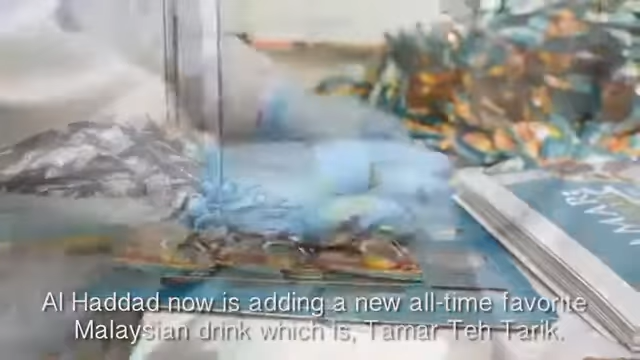 Al Haddad now is adding a new all-time favorite
Malaysian drink which is, Tamar Teh Tarik.